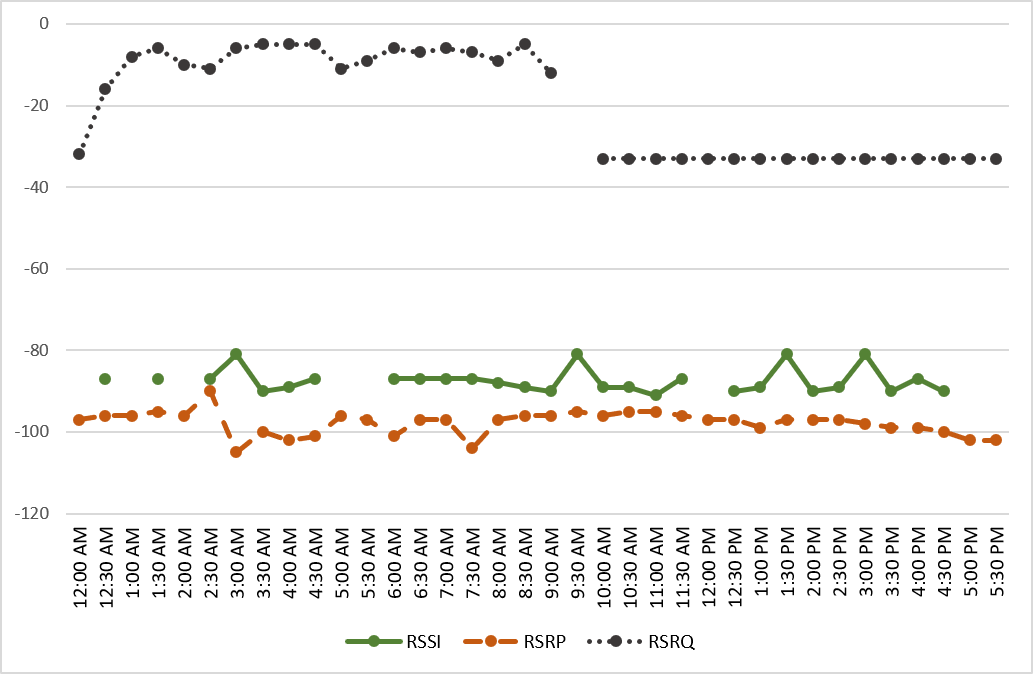 0
-20
-40
-60
-80
-100
-120
12:00 AM
12:30 AM
1:00 AM
1:30 AM
2:00 AM
2:30 AM
3:00 AM
3:30 AM
4:00 AM
4:30 AM
5:00 AM
5:30 AM
6:00 AM
6:30 AM
7:00 AM
7:30 AM
8:00 AM
8:30 AM
9:00 AM
9:30 AM
10:00 AM
10:30 AM
11:00 AM
11:30 AM
12:00 PM
12:30 PM
1:00 PM
1:30 PM
2:00 PM
2:30 PM
3:00 PM
3:30 PM
4:00 PM
4:30 PM
5:00 PM
5:30 PM
RSSI RSRP RSRQ